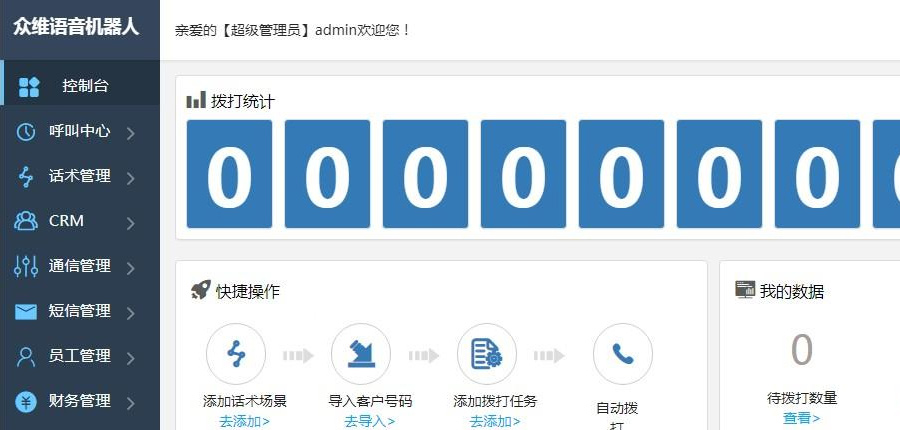 众维语音机器人
亲爱的【超级管理员】admin欢迎您！
控制台
呼叫中心
话术管理
CRM
通信管理
短信管理
员工管理
财务管理
拨打统计
0 0 0 0 0 0 0
快捷操作
添加话术场景
去添加>
导入客户号码
去导入>
添加拨打任务
去添加>
自动拨
打
我的数据
0
待拨打数量
查看>